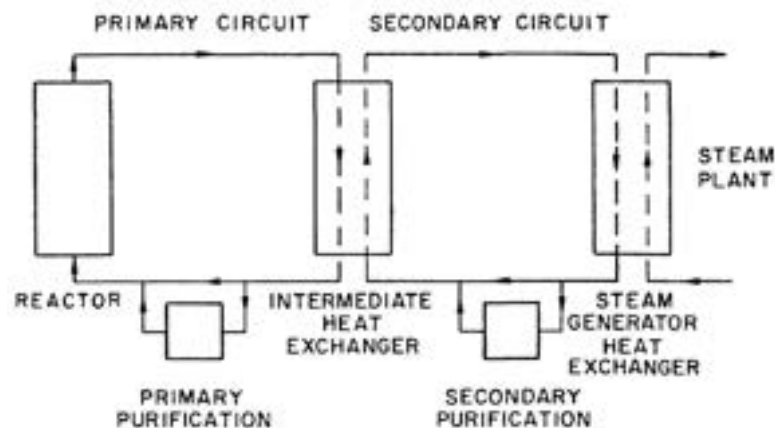 PRIMARY CIRCUIT
SECONDARY CIRCUIT
STEAM
PLANT
REACTOR
INTERMEDIATE
HEAT
EXCHANGER
STEAM
GENERATOR
HEAT
EXCHANGER
PRIMARY
PURIFICATION
SECONDARY
PURIFICATION